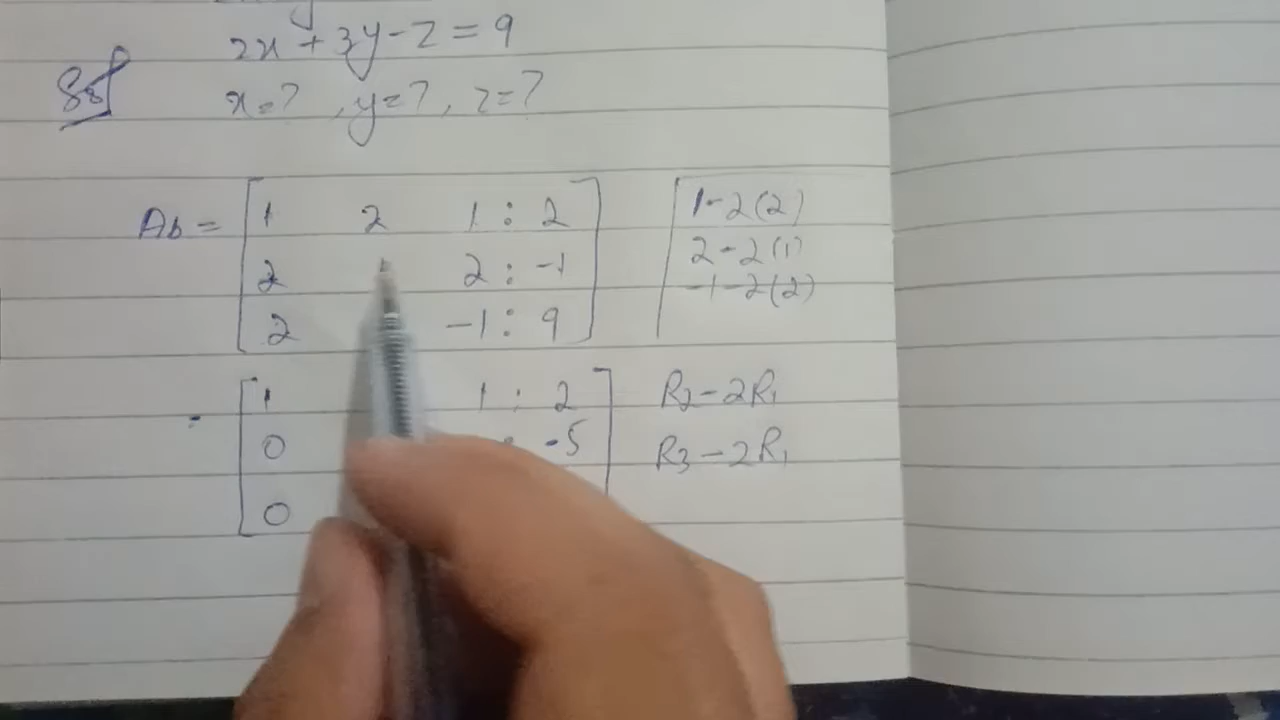 2x + 3y - z = 9
Sol
x=? , y=?, z=?
Ab = 1 2 1 : 2
2 2 : -1
2 -1 : 9
1-2(2)
2-2(1)
-1-2(2)
1 1 : 2 R2-2R1
0 : -5 R3-2R1
0